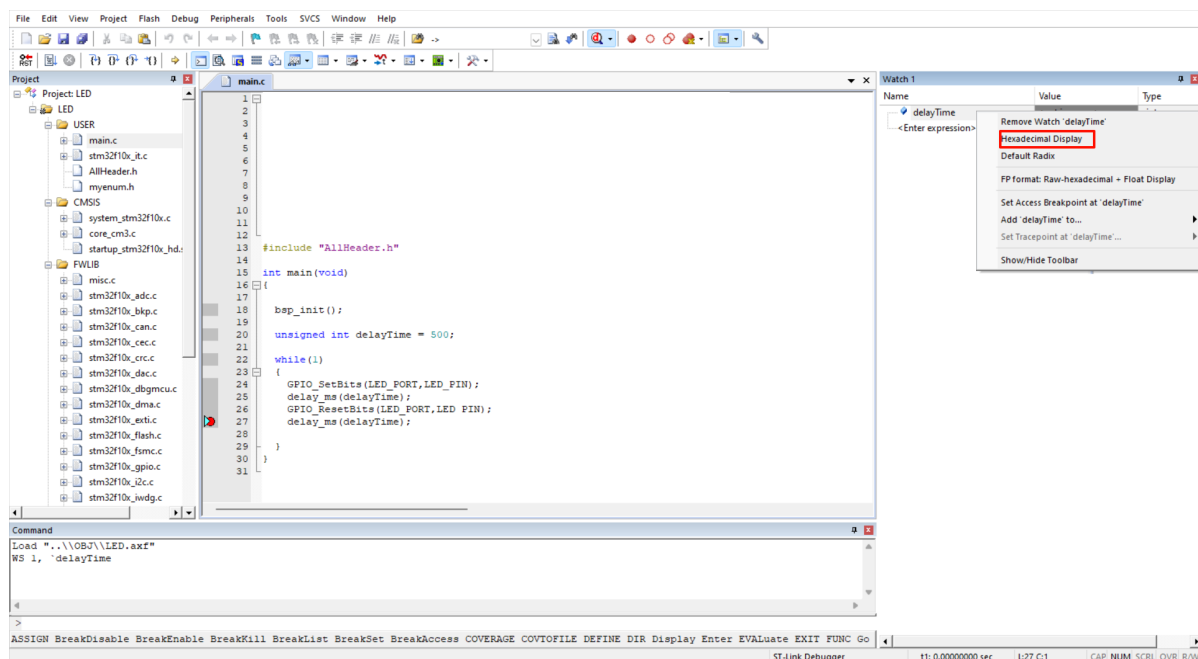 File Edit View Project Flash Debug Peripherals Tools SVCS Window Help
Project
Project: LED
LED
USER
main.c
stm32f10x_it.c
AllHeader.h
myenum.h
CMSIS
system_stm32f10x.c
core_cm3.c
startup_stm32f10x_hd.s
FWLIB
misc.c
stm32f10x_adc.c
stm32f10x_bkp.c
stm32f10x_can.c
stm32f10x_cec.c
stm32f10x_crc.c
stm32f10x_dac.c
stm32f10x_dbgmcu.c
stm32f10x_dma.c
stm32f10x_exti.c
stm32f10x_flash.c
stm32f10x_fsmc.c
stm32f10x_gpio.c
stm32f10x_i2c.c
stm32f10x_iwdg.c
main.c
1
2
3
4
5
6
7
8
9
10
11
12
13 #include "AllHeader.h"
14
15 int main(void)
16 {
17
18 bsp_init();
19
20 unsigned int delayTime = 500;
21
22 while(1)
23 {
24 GPIO_SetBits(LED_PORT,LED_PIN);
25 delay_ms(delayTime);
26 GPIO_ResetBits(LED_PORT,LED_PIN);
27 delay_ms(delayTime);
28
29 }
30 }
31
Watch 1
Name Value Type
delayTime
<Enter expression>
Remove Watch 'delayTime'
Hexadecimal Display
Default Radix
FP format: Raw-hexadecimal + Float Display
Set Access Breakpoint at 'delayTime'
Add 'delayTime' to...
Set Tracepoint at 'delayTime'...
Show/Hide Toolbar
Command
Load "..\\OBJ\\LED.axf"
WS 1, `delayTime
>
ASSIGN BreakDisable BreakEnable BreakKill BreakList BreakSet BreakAccess COVERAGE COVTOFILE DEFINE DIR Display Enter EVALuate EXIT FUNC Go
ST-Link Debugger t1: 0.00000000 sec L:27 C:1 CAP NUM SCRL OVR R/W